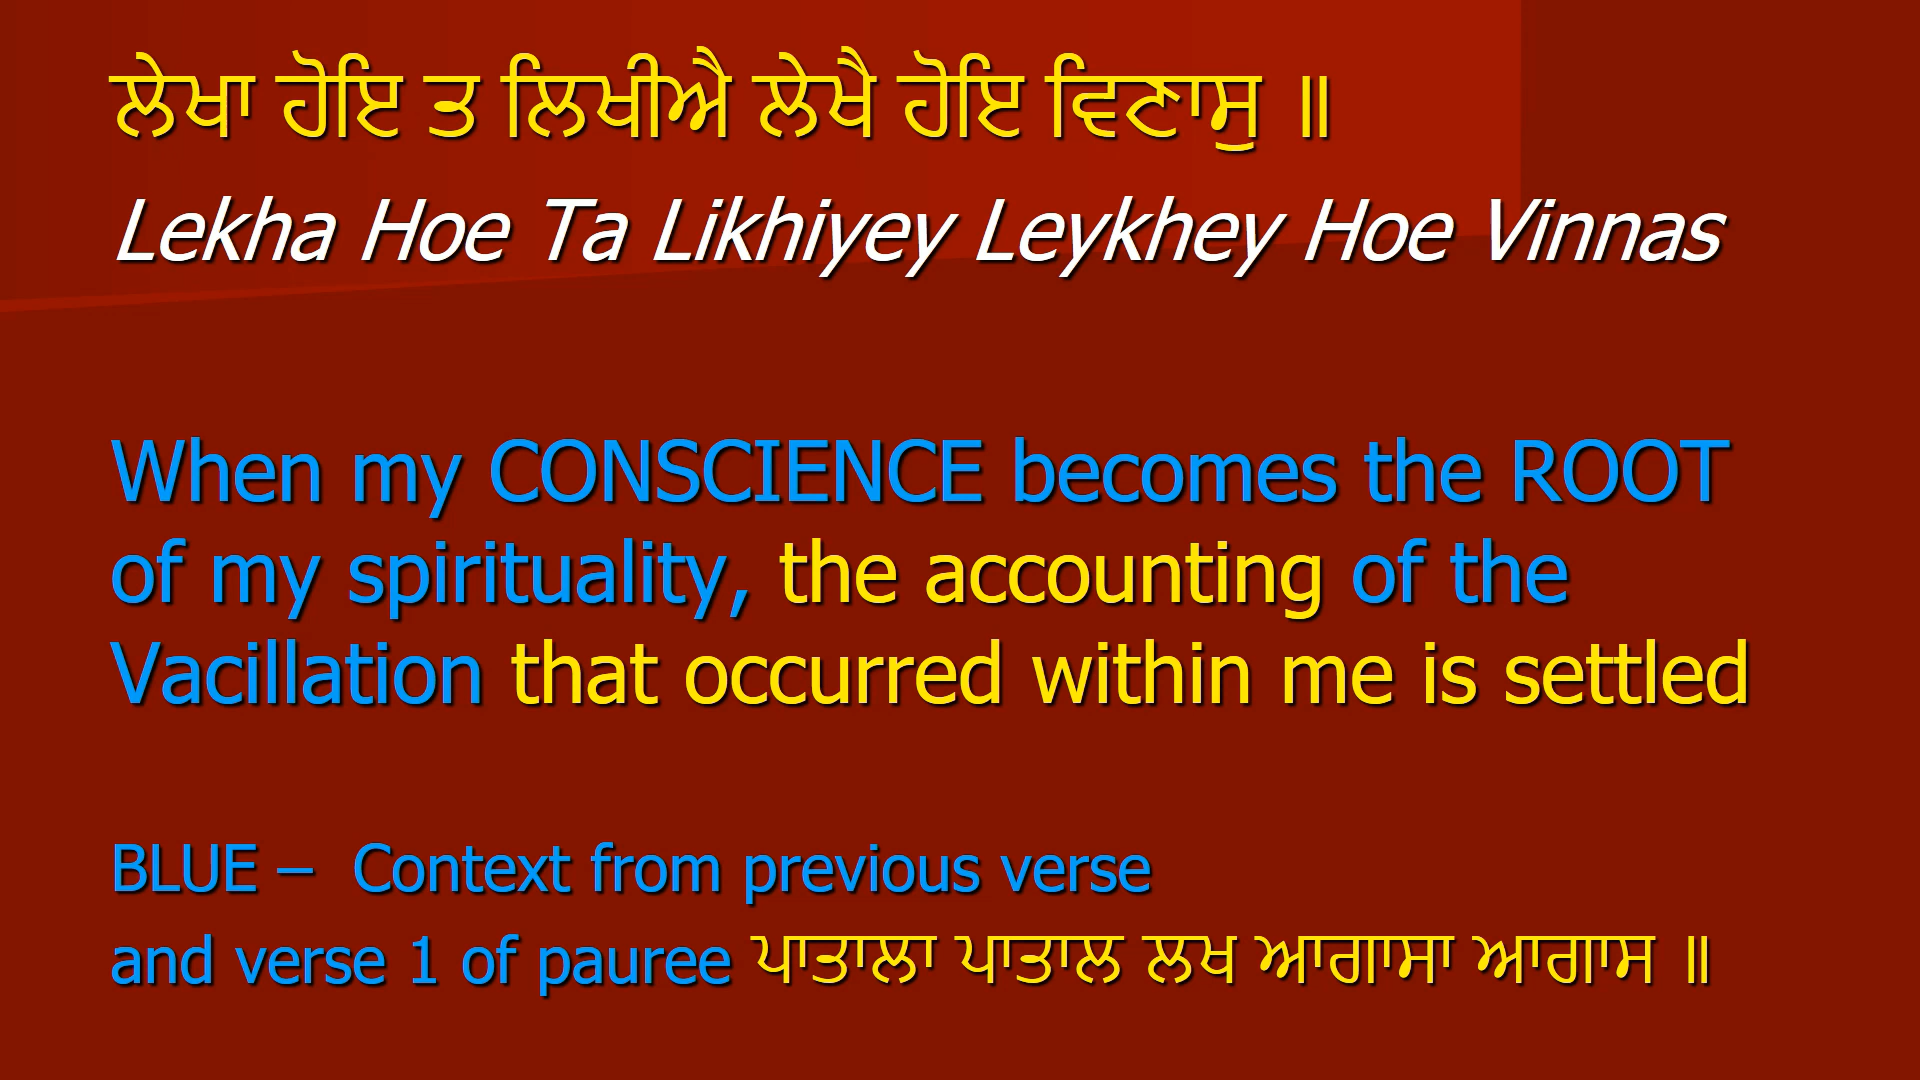 ਲੇਖਾ ਹੋਇ ਤ ਲਿਖੀਐ ਲੇਖੈ ਹੋਇ ਵਿਣਾਸੁ ॥
Lekha Hoe Ta Likhiyey Leykhey Hoe Vinnas
When my CONSCIENCE becomes the ROOT
of my spirituality, the accounting of the
Vacillation that occurred within me is settled
BLUE – Context from previous verse
and verse 1 of pauree ਪਾਤਾਲਾ ਪਾਤਾਲ ਲਖ ਆਗਾਸਾ ਆਗਾਸ ॥